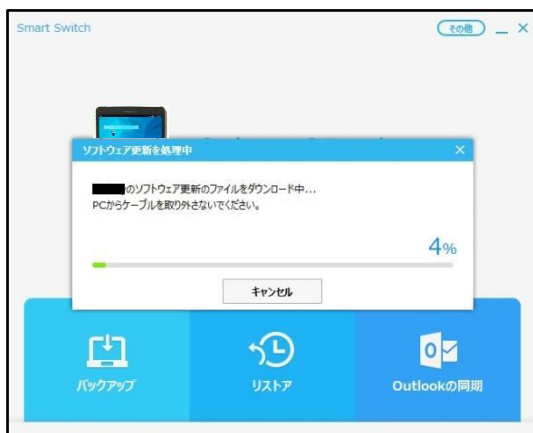 Smart Switch
その他
ソフトウェア更新を処理中
のソフトウェア更新のファイルをダウンロード中...
PCからケーブルを取り外さないでください。
4%
キャンセル
バックアップ
リストア
Outlookの同期